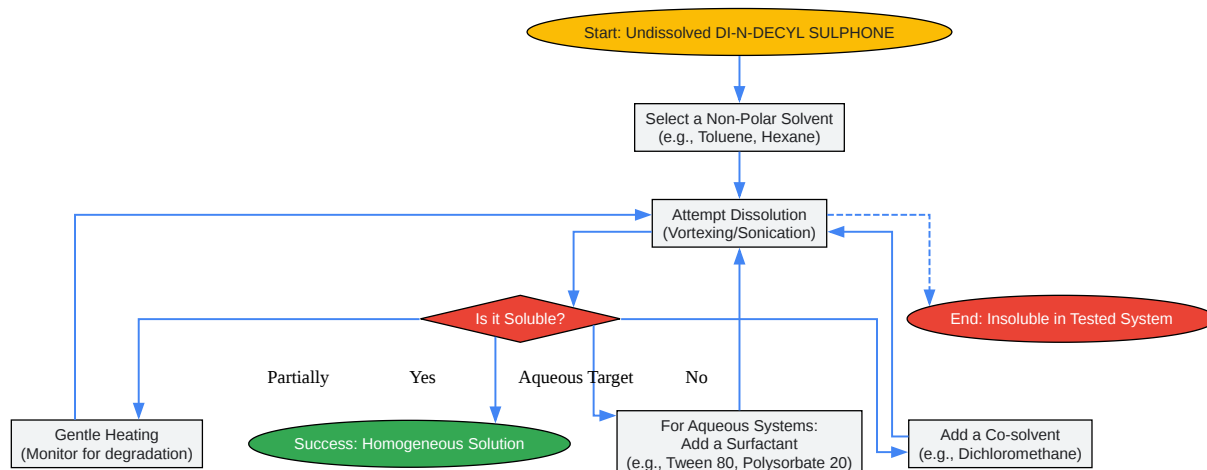 Start: Undissolved DI-N-DECYL SULPHONE
Select a Non-Polar Solvent
(e.g., Toluene, Hexane)
Attempt Dissolution
(Vortexing/Sonication)
Is it Soluble?
End: Insoluble in Tested System
Partially
Yes
Aqueous Target
No
Gentle Heating
(Monitor for degradation)
Success: Homogeneous Solution
For Aqueous Systems:
Add a Surfactant
(e.g., Tween 80, Polysorbate 20)
Add a Co-solvent
(e.g., Dichloromethane)